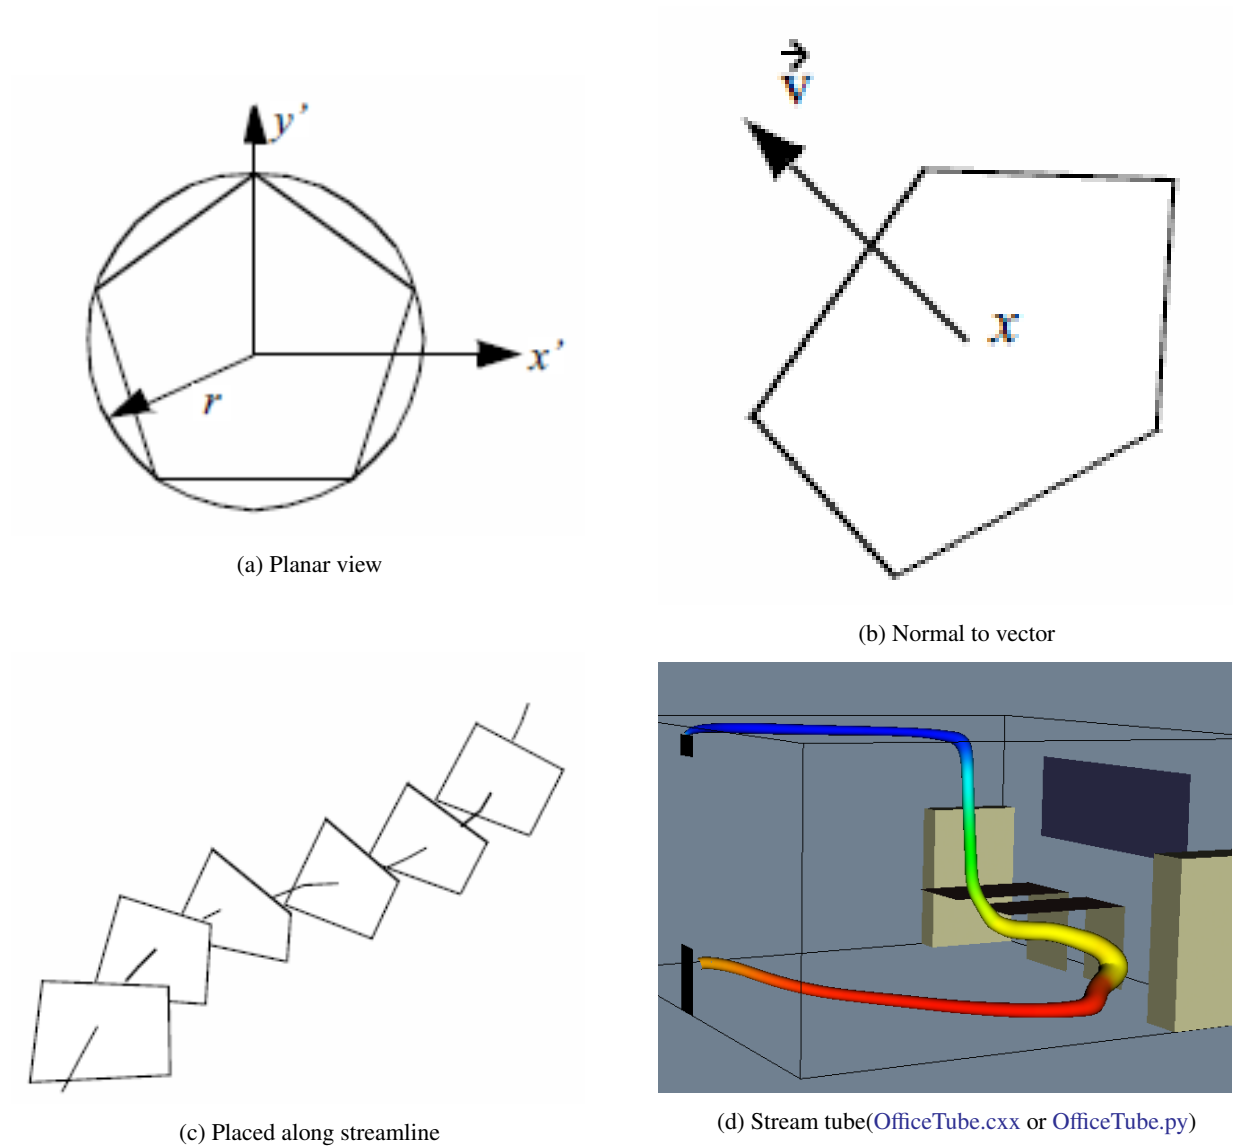 y'
x'
r
(a) Planar view
v
x
(b) Normal to vector
(c) Placed along streamline
(d) Stream tube(OfficeTube.cxx or OfficeTube.py)